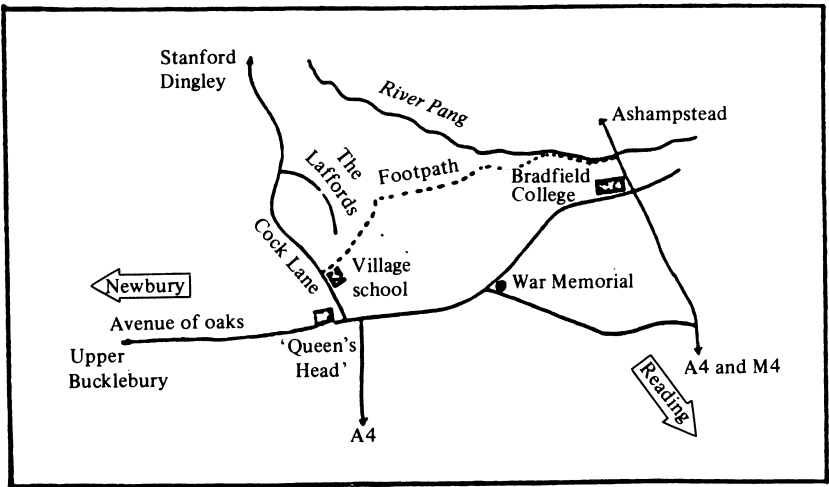 Stanford
Dingley
River Pang
Ashampstead
The
Laffords
Footpath
Bradfield
College
Cock Lane
Village
school
War Memorial
Newbury
Avenue of oaks
Upper
Bucklebury
'Queen's
Head'
A4
A4 and M4
Reading